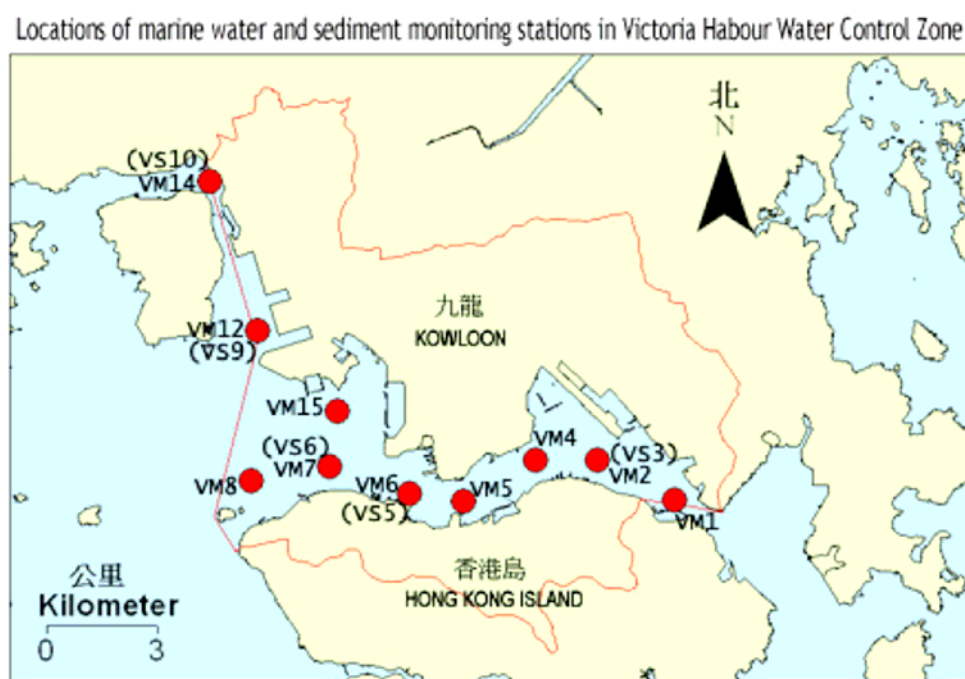 Locations of marine water and sediment monitoring stations in Victoria Habour Water Control Zone
北
N
(VS10)
VM14
九龍
KOWLOON
VM12
(VS9)
VM15
(VS6)
VM7
VM8
VM6
(VS5)
VM5
VM4
(VS3)
VM2
VM1
香港島
HONG KONG ISLAND
公里
Kilometer
0 3